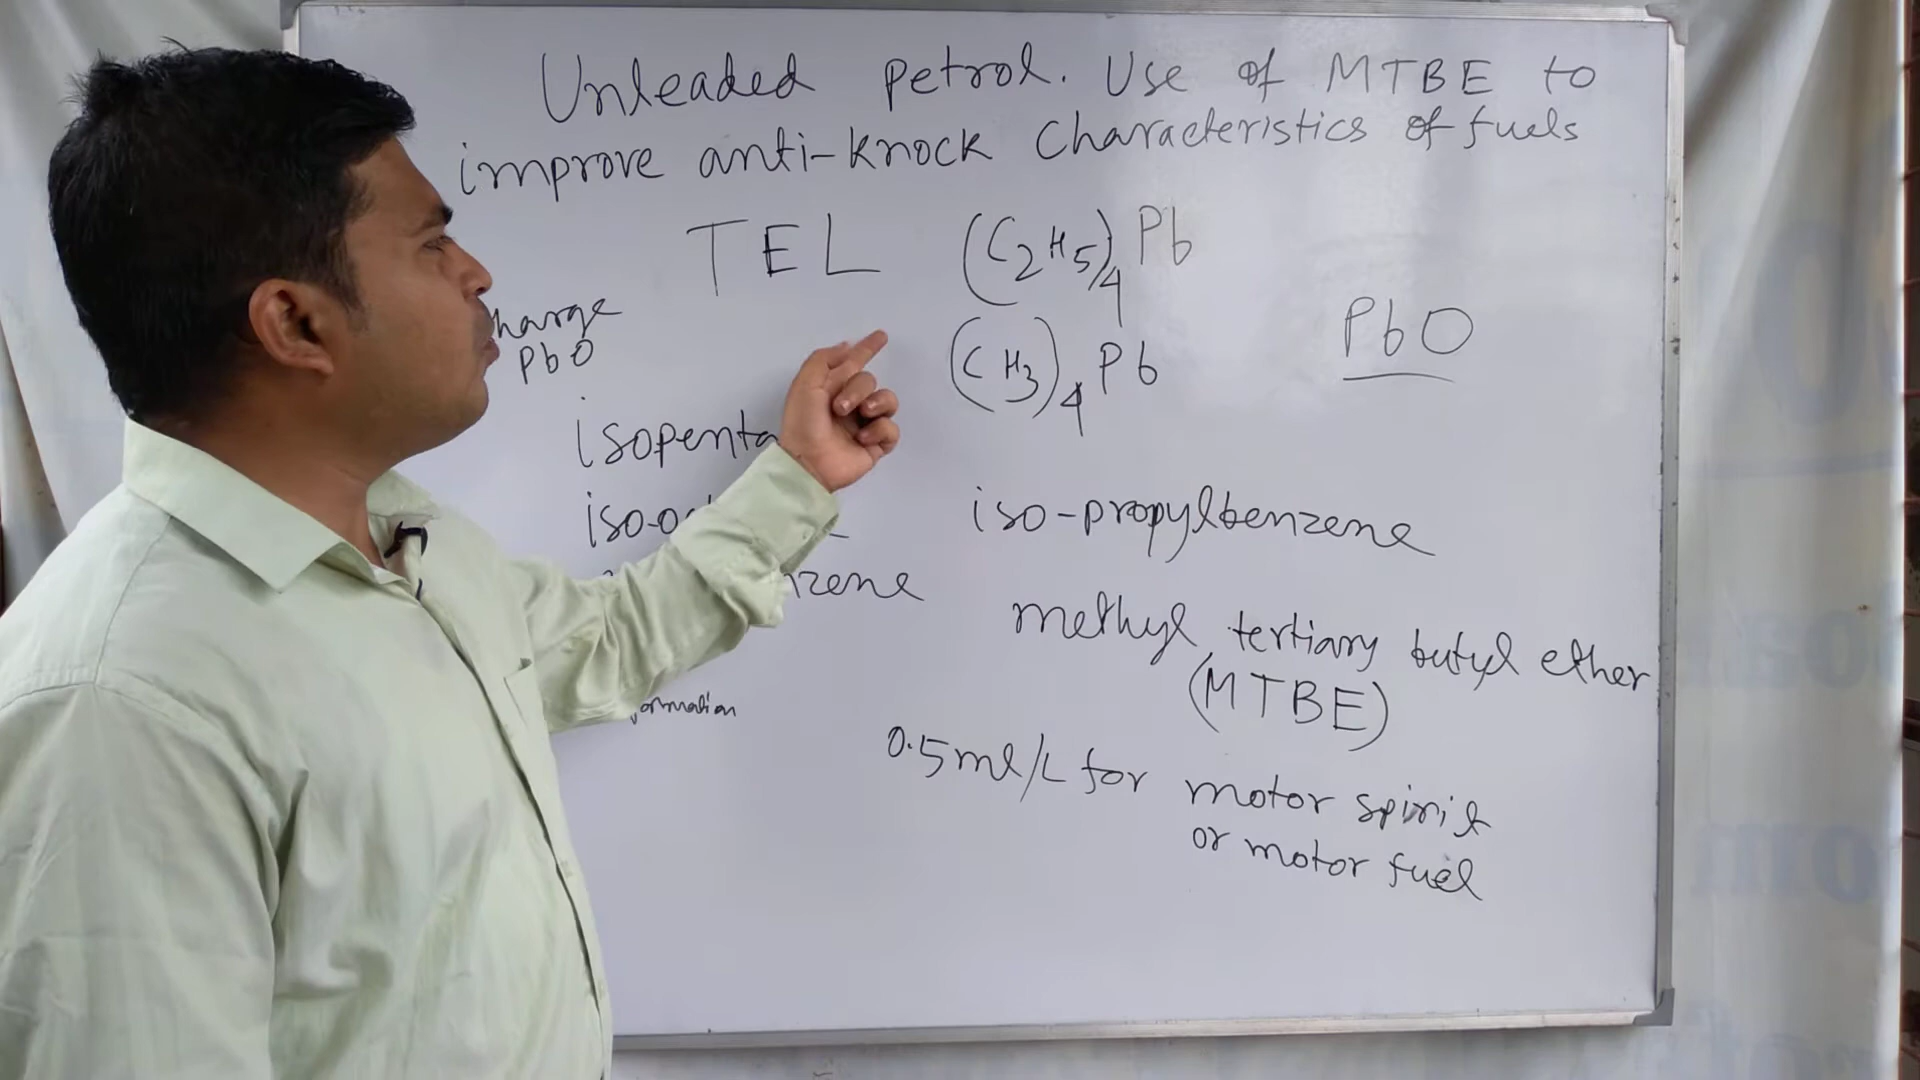 Unleaded petrol. Use of MTBE to
improve anti-knock characteristics of fuels
TEL (C2H5)4 Pb
PbO
(CH3)4 Pb
PbO
iso-propylbenzene
methyl tertiary butyl ether
(MTBE)
0.5ml/L for motor spirit
or motor fuel